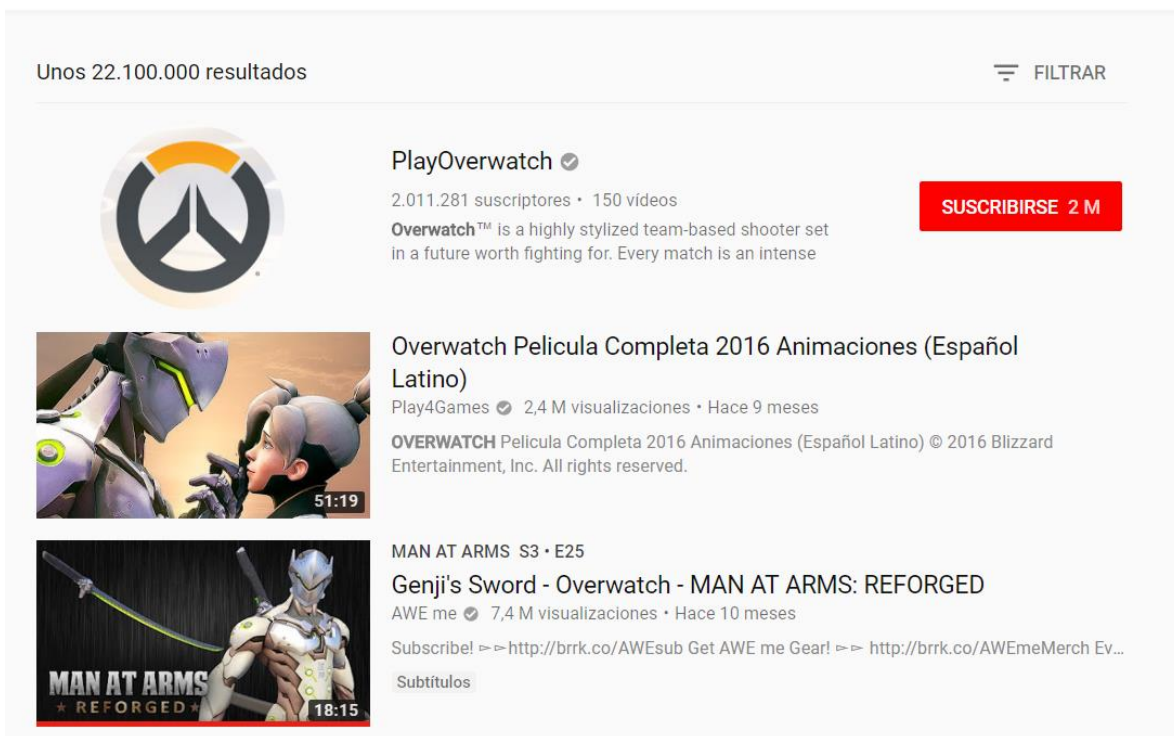 Unos 22.100.000 resultados
FILTRAR
PlayOverwatch
2.011.281 suscriptores • 150 vídeos
SUSCRIBIRSE 2 M
Overwatch™ is a highly stylized team-based shooter set
in a future worth fighting for. Every match is an intense
Overwatch Pelicula Completa 2016 Animaciones (Español
Latino)
Play4Games 2,4 M visualizaciones • Hace 9 meses
OVERWATCH Pelicula Completa 2016 Animaciones (Español Latino) © 2016 Blizzard
Entertainment, Inc. All rights reserved.
51:19
MAN AT ARMS S3 • E25
Genji's Sword - Overwatch - MAN AT ARMS: REFORGED
AWE me 7,4 M visualizaciones • Hace 10 meses
Subscribe! ►►http://brrk.co/AWEsub Get AWE me Gear! ►► http://brrk.co/AWEmeMerch Ev...
Subtítulos
MAN AT ARMS
★ REFORGED ★
18:15